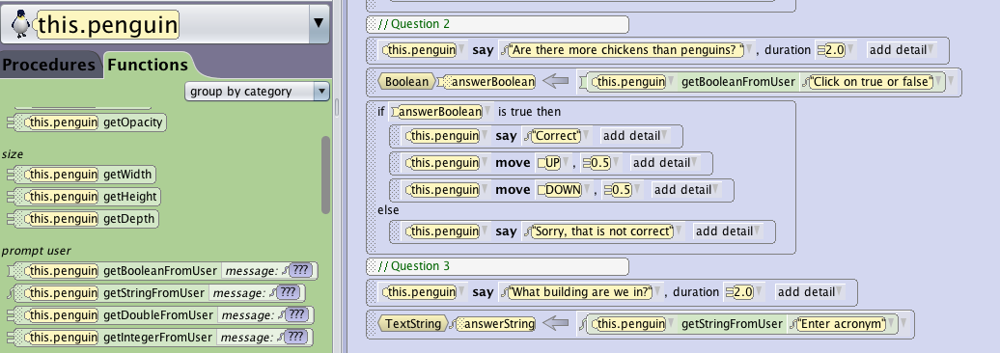 this.penguin
Procedures Functions
group by category
this.penguin getOpacity
size
this.penguin getWidth
this.penguin getHeight
this.penguin getDepth
prompt user
this.penguin getBooleanFromUser message: ???
this.penguin getStringFromUser message: ???
this.penguin getDoubleFromUser message: ???
this.penguin getIntegerFromUser message: ???
// Question 2
this.penguin say "Are there more chickens than penguins? " , duration 2.0 add detail
Boolean answerBoolean this.penguin getBooleanFromUser "Click on true or false"
if answerBoolean is true then
this.penguin say "Correct" add detail
this.penguin move UP , 0.5 add detail
this.penguin move DOWN , 0.5 add detail
else
this.penguin say "Sorry, that is not correct" add detail
// Question 3
this.penguin say "What building are we in?" , duration 2.0 add detail
TextString answerString this.penguin getStringFromUser "Enter acronym"